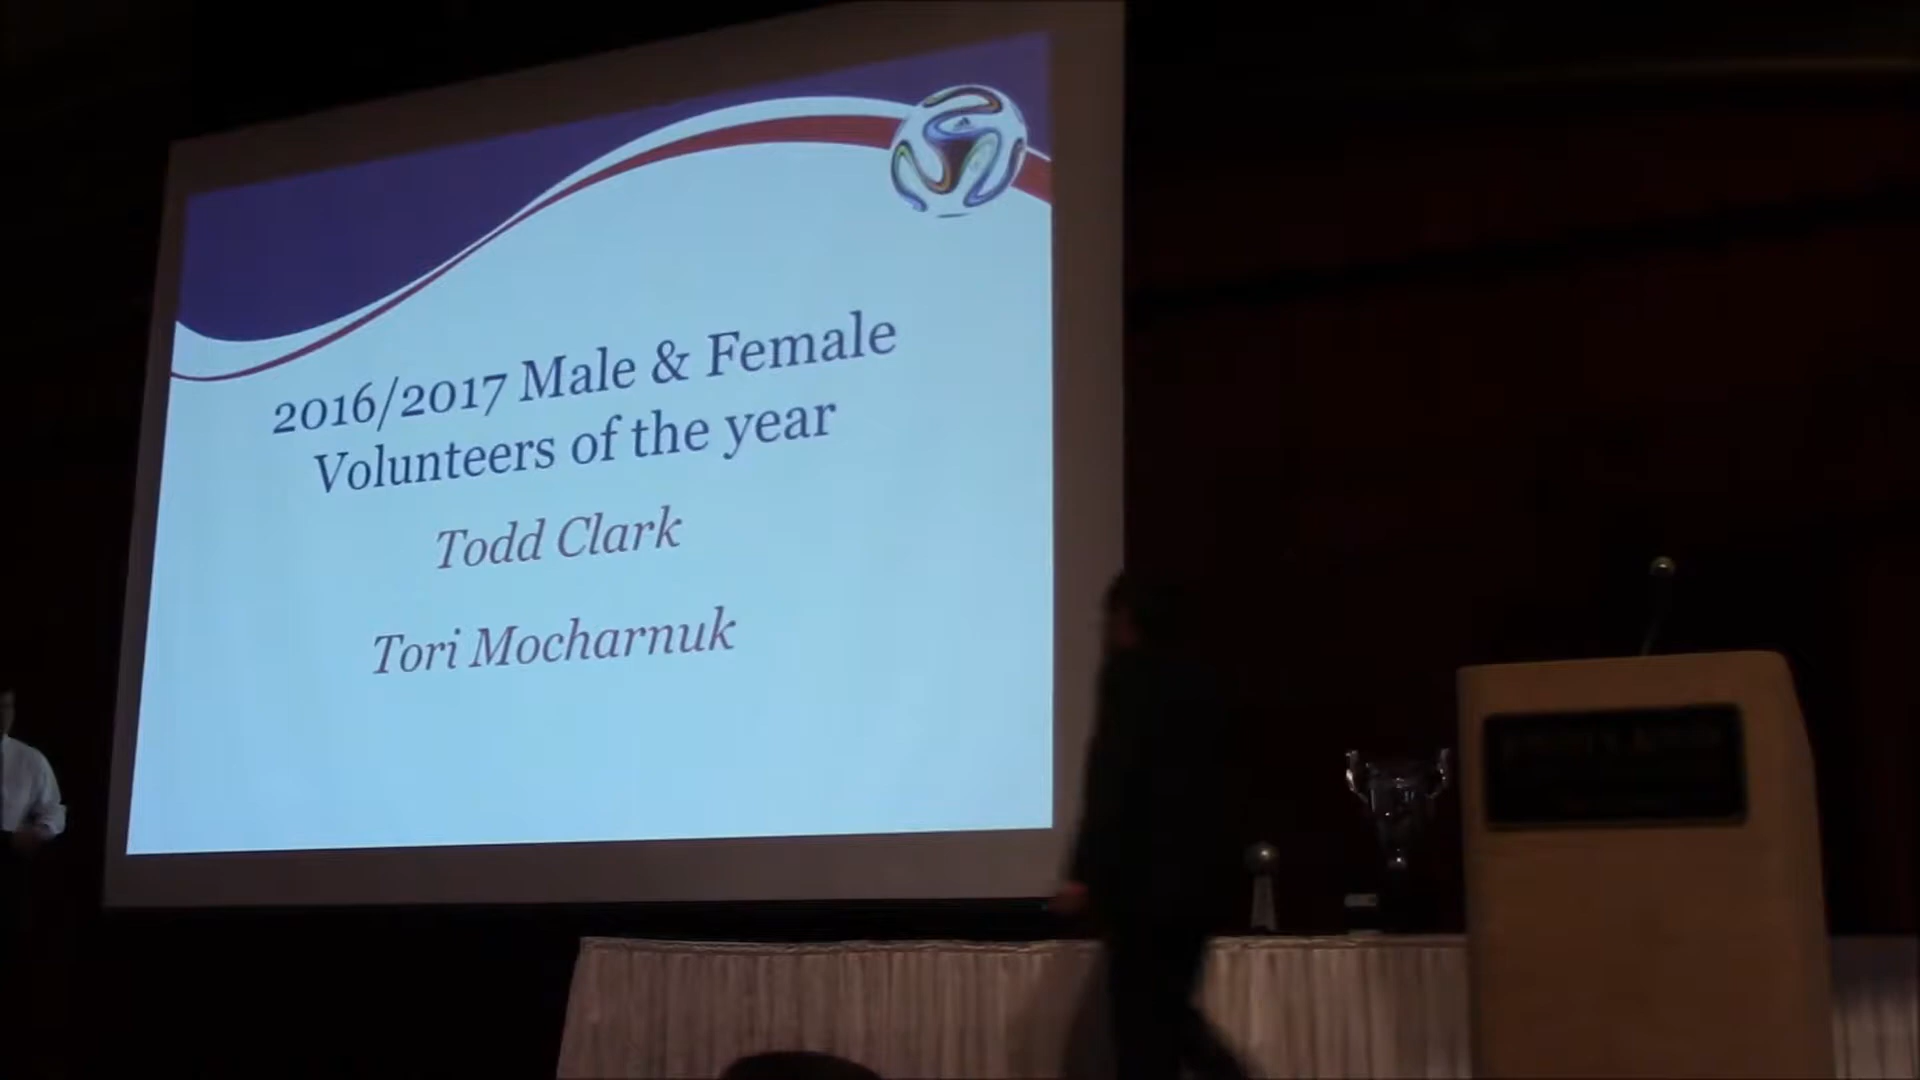 2016/2017 Male & Female
Volunteers of the year
Todd Clark
Tori Mocharnuk